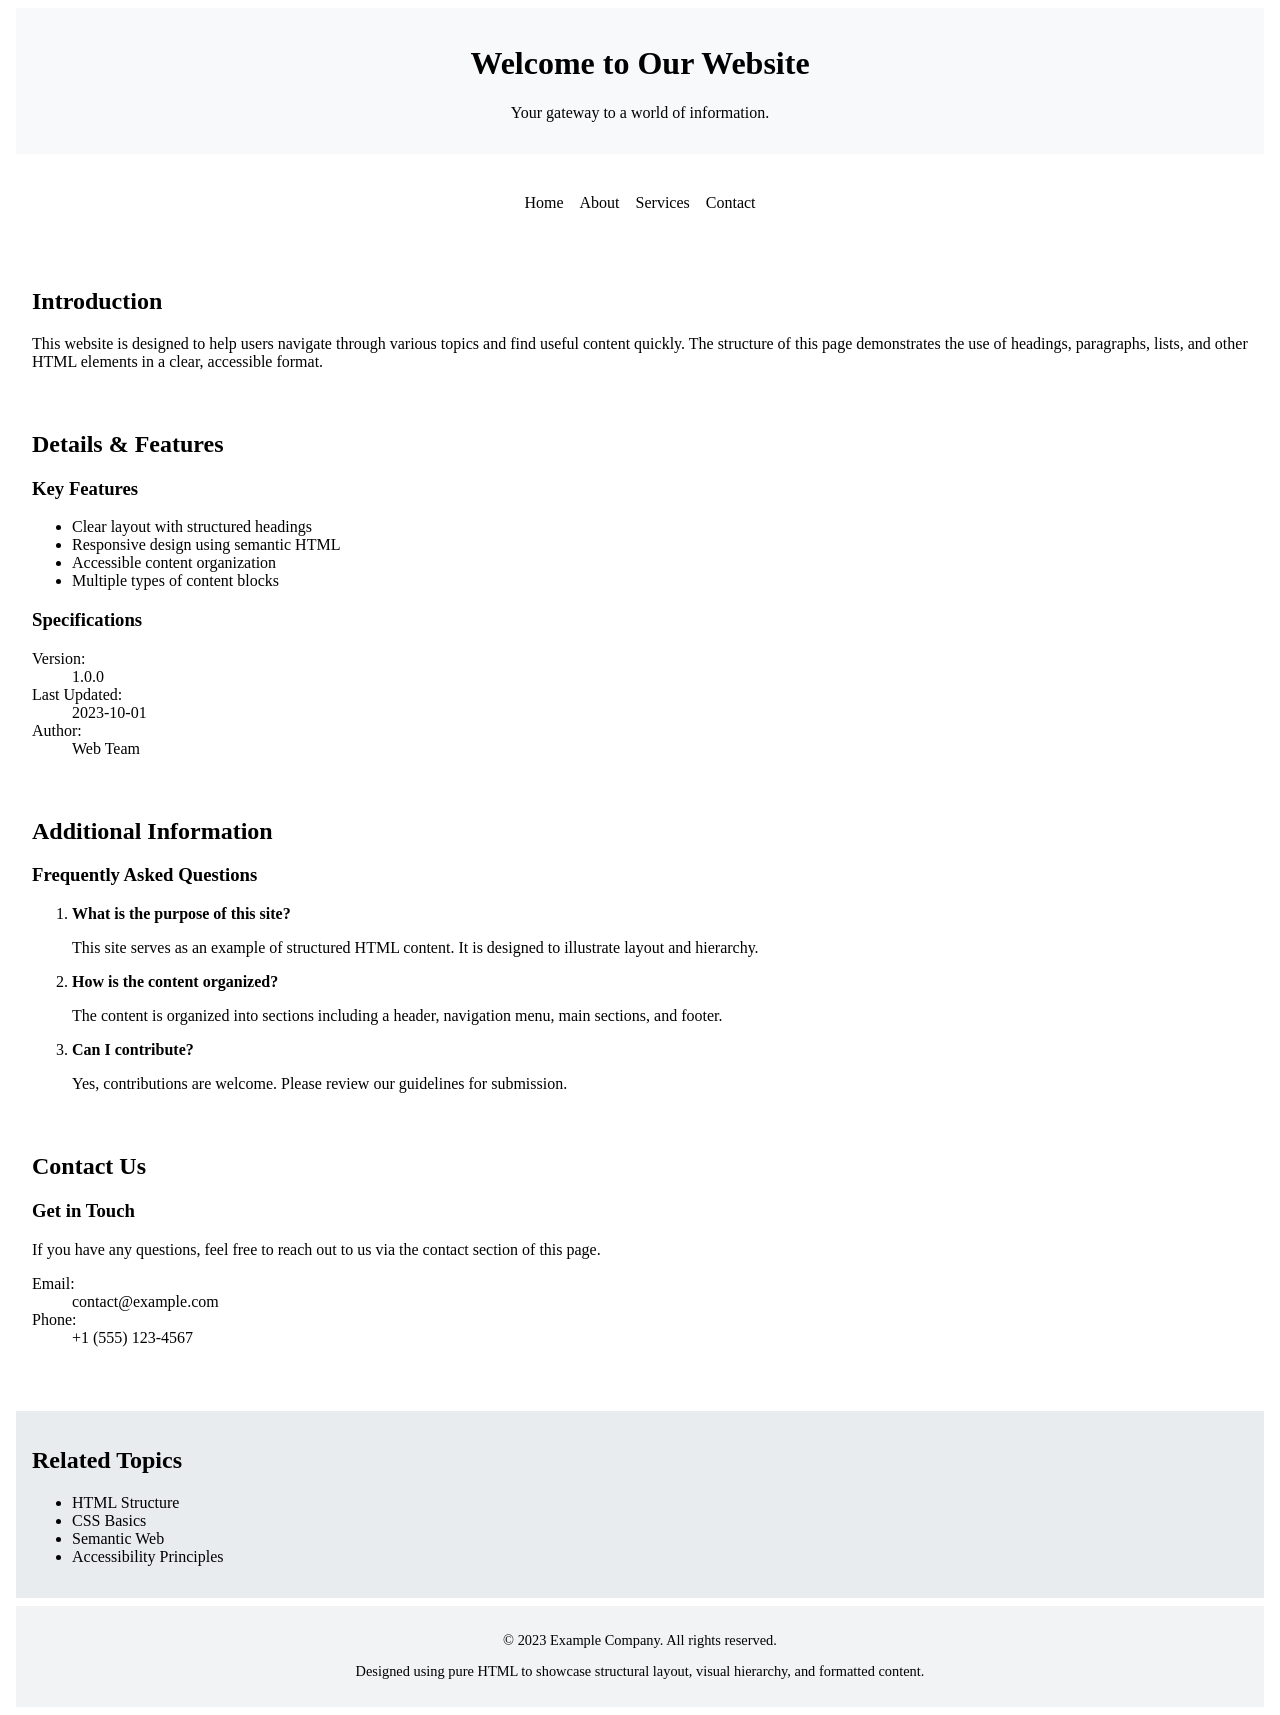 Welcome to Our Website
Your gateway to a world of information.
Home About Services Contact
Introduction
This website is designed to help users navigate through various topics and find useful content quickly. The structure of this page demonstrates the use of headings, paragraphs, lists, and other
HTML elements in a clear, accessible format.
Details & Features
Key Features
• Clear layout with structured headings
• Responsive design using semantic HTML
• Accessible content organization
• Multiple types of content blocks
Specifications
Version:
1.0.0
Last Updated:
2023-10-01
Author:
Web Team
Additional Information
Frequently Asked Questions
1. What is the purpose of this site?
This site serves as an example of structured HTML content. It is designed to illustrate layout and hierarchy.
2. How is the content organized?
The content is organized into sections including a header, navigation menu, main sections, and footer.
3. Can I contribute?
Yes, contributions are welcome. Please review our guidelines for submission.
Contact Us
Get in Touch
If you have any questions, feel free to reach out to us via the contact section of this page.
Email:
contact@example.com
Phone:
+1 (555) 123-4567
Related Topics
• HTML Structure
• CSS Basics
• Semantic Web
• Accessibility Principles
© 2023 Example Company. All rights reserved.
Designed using pure HTML to showcase structural layout, visual hierarchy, and formatted content.